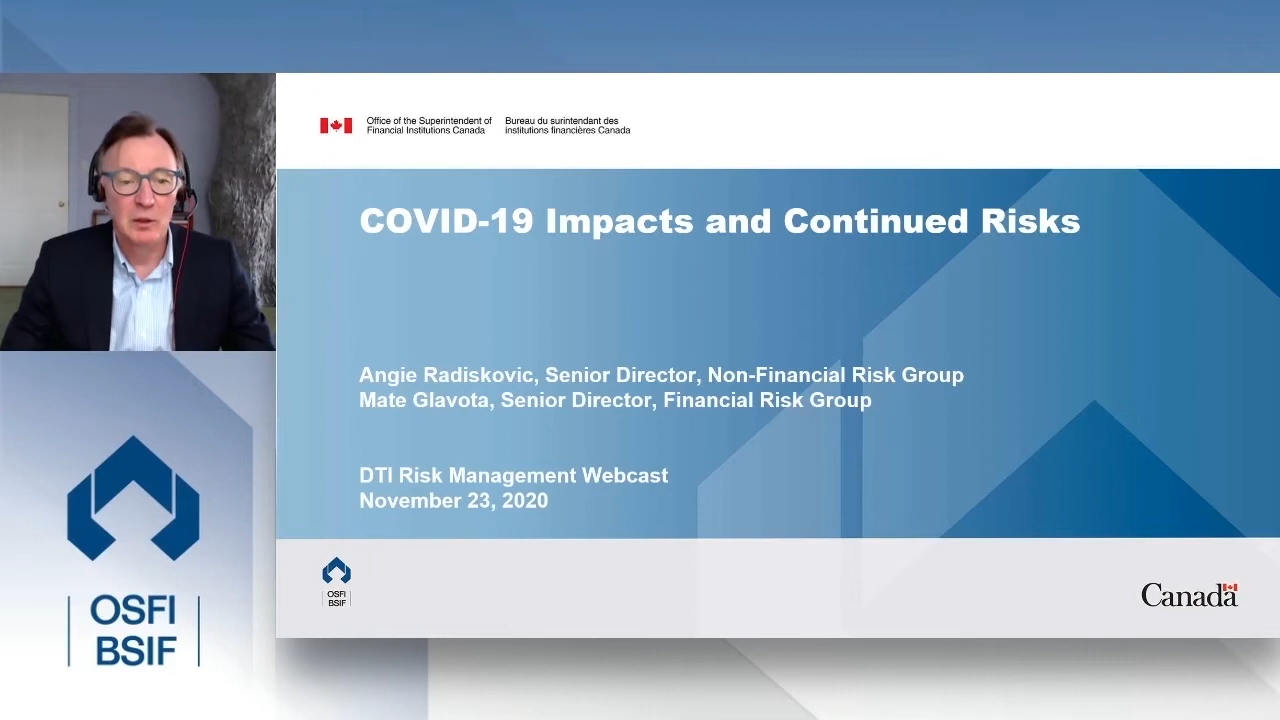 Office of the Superintendent of
Financial Institutions Canada
Bureau du surintendant des
institutions financières Canada
COVID-19 Impacts and Continued Risks
Angie Radiskovic, Senior Director, Non-Financial Risk Group
Mate Glavota, Senior Director, Financial Risk Group
DTI Risk Management Webcast
November 23, 2020
OSFI
BSIF
Canada
OSFI
BSIF